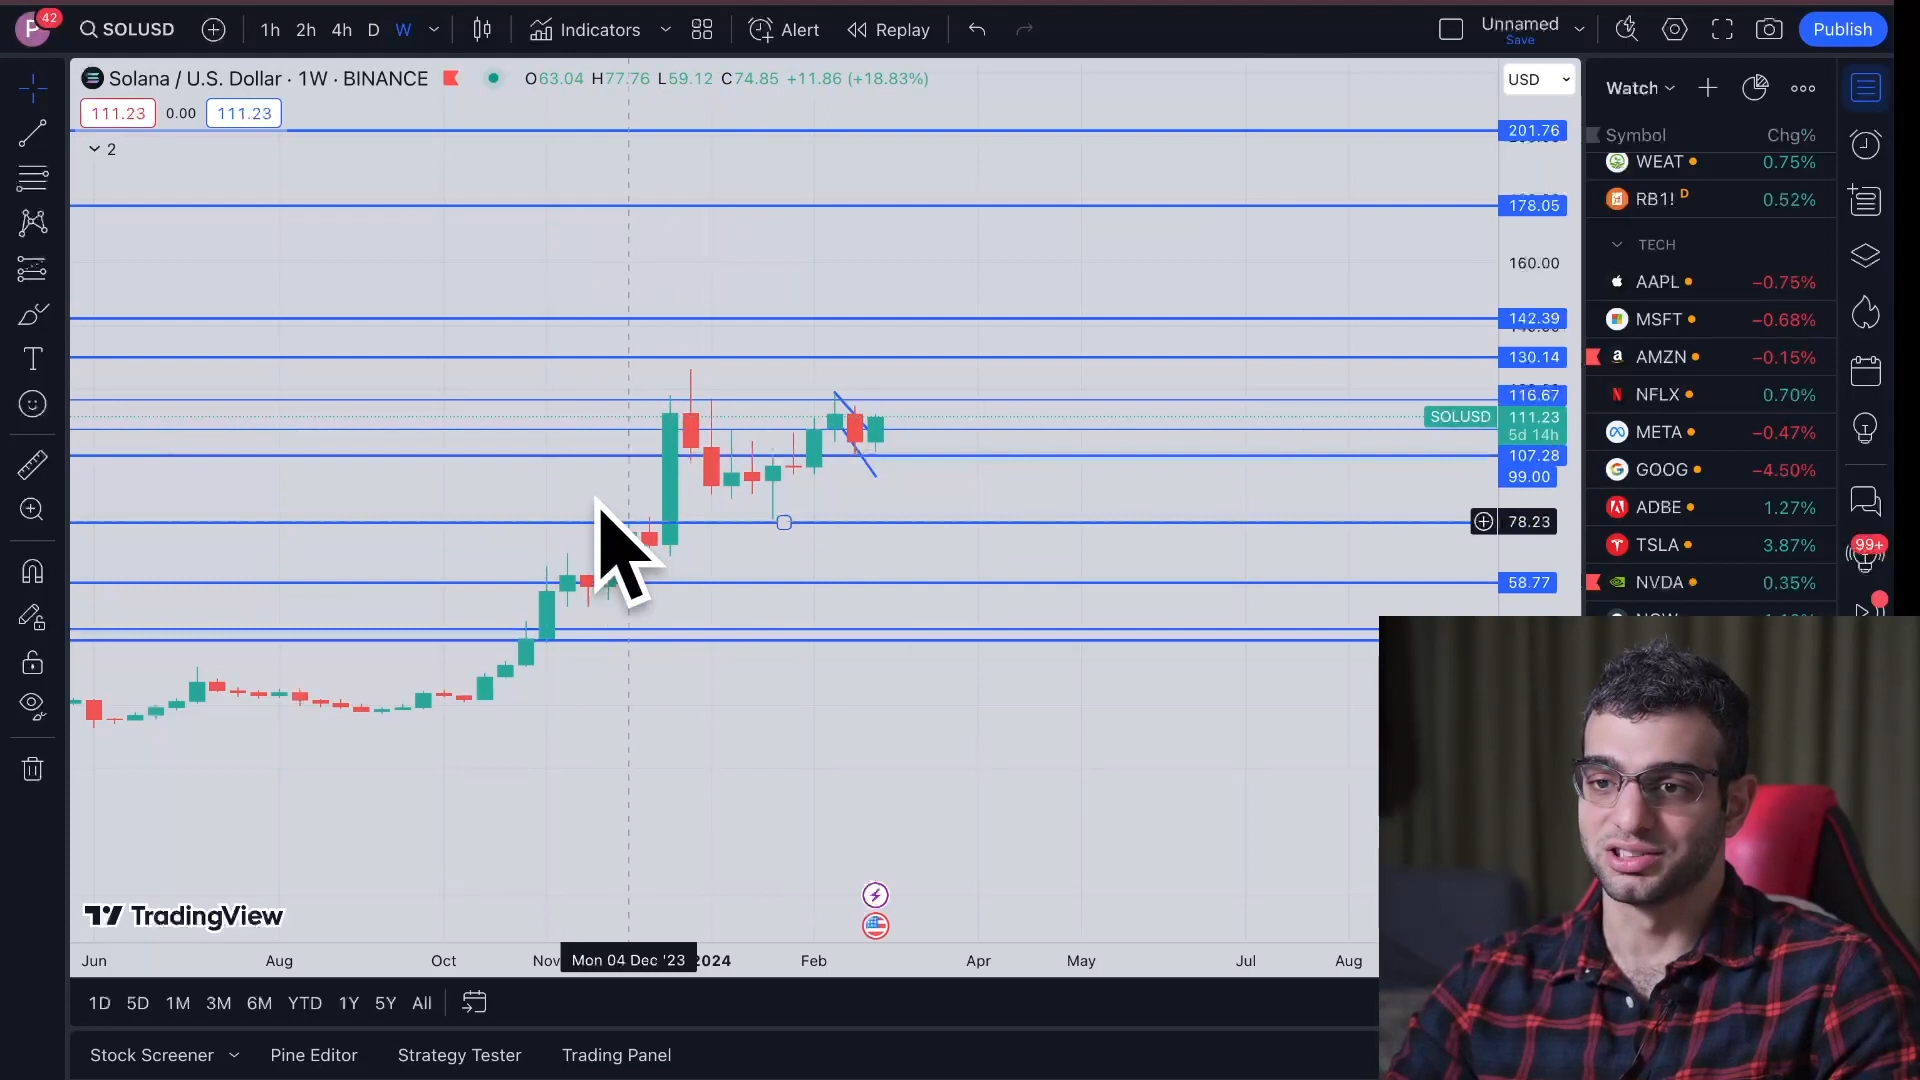 P 42 SOLUSD 1h 2h 4h D W Indicators Alert Replay Unnamed Publish
Save
Solana / U.S. Dollar · 1W · BINANCE O63.04 H77.76 L59.12 C74.85 +11.86 (+18.83%) USD
111.23 0.00 111.23
2
201.76
178.05
160.00
142.39
130.14
116.67
SOLUSD 111.23
5d 14h
107.28
99.00
78.23
58.77
Watch
Symbol Chg%
WEAT 0.75%
RB1! D 0.52%
TECH
AAPL −0.75%
MSFT −0.68%
AMZN −0.15%
NFLX 0.70%
META −0.47%
GOOG −4.50%
ADBE 1.27%
TSLA 3.87%
NVDA 0.35%
99+
TradingView
Jun Aug Oct Nov Mon 04 Dec '23 2024 Feb Apr May Jul Aug
1D 5D 1M 3M 6M YTD 1Y 5Y All
Stock Screener Pine Editor Strategy Tester Trading Panel